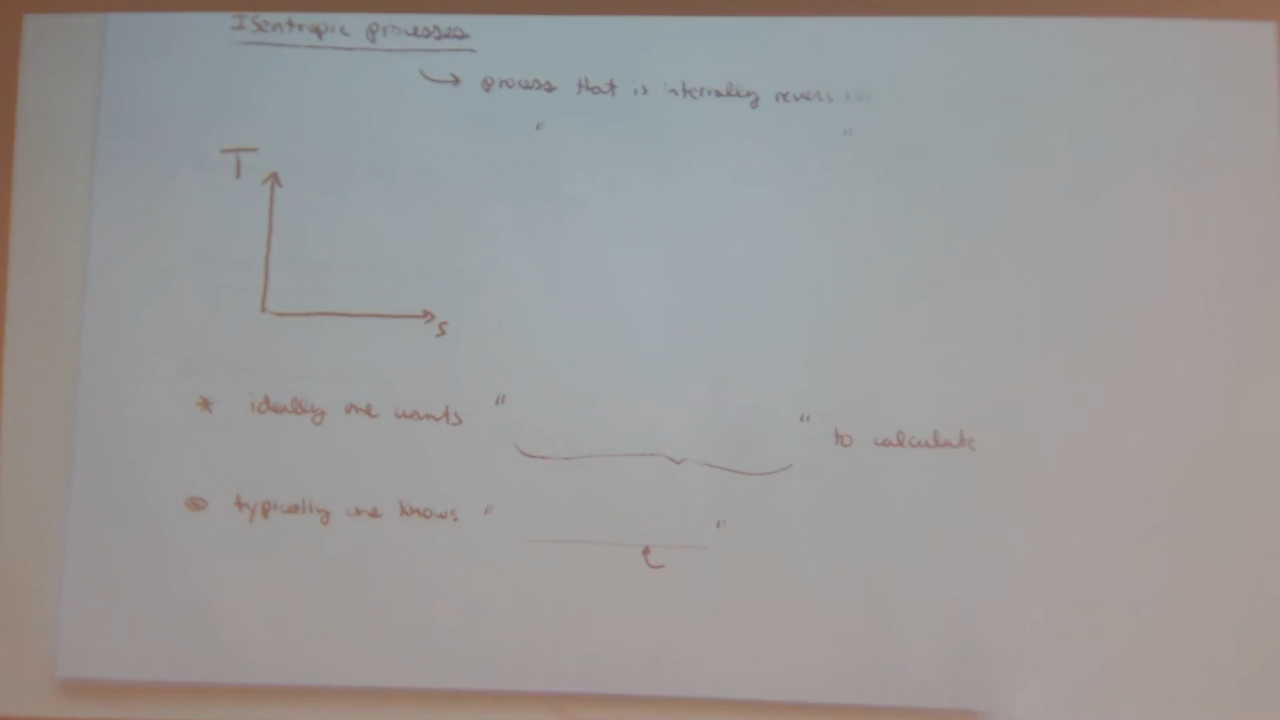 Isentropic processes
process that is internally revers
" "
T
s
* ideally one wants " " to calculate
typically one knows " "